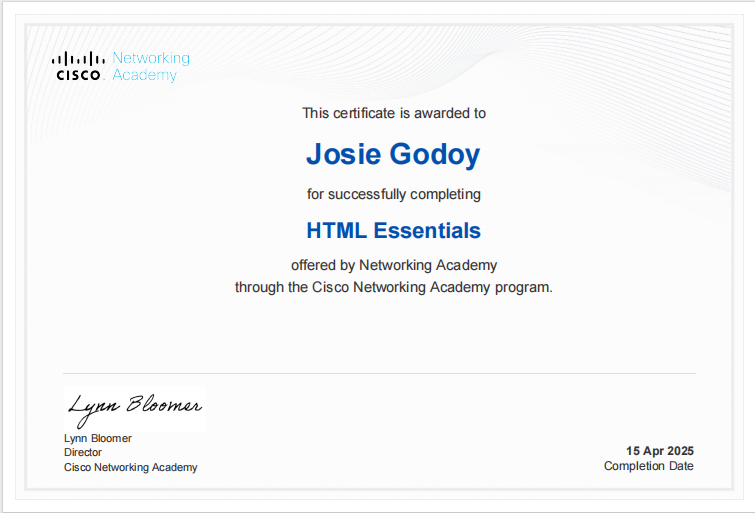 CISCO Networking
Academy
This certificate is awarded to
Josie Godoy
for successfully completing
HTML Essentials
offered by Networking Academy
through the Cisco Networking Academy program.
Lynn Bloomer
Lynn Bloomer
Director
Cisco Networking Academy
15 Apr 2025
Completion Date